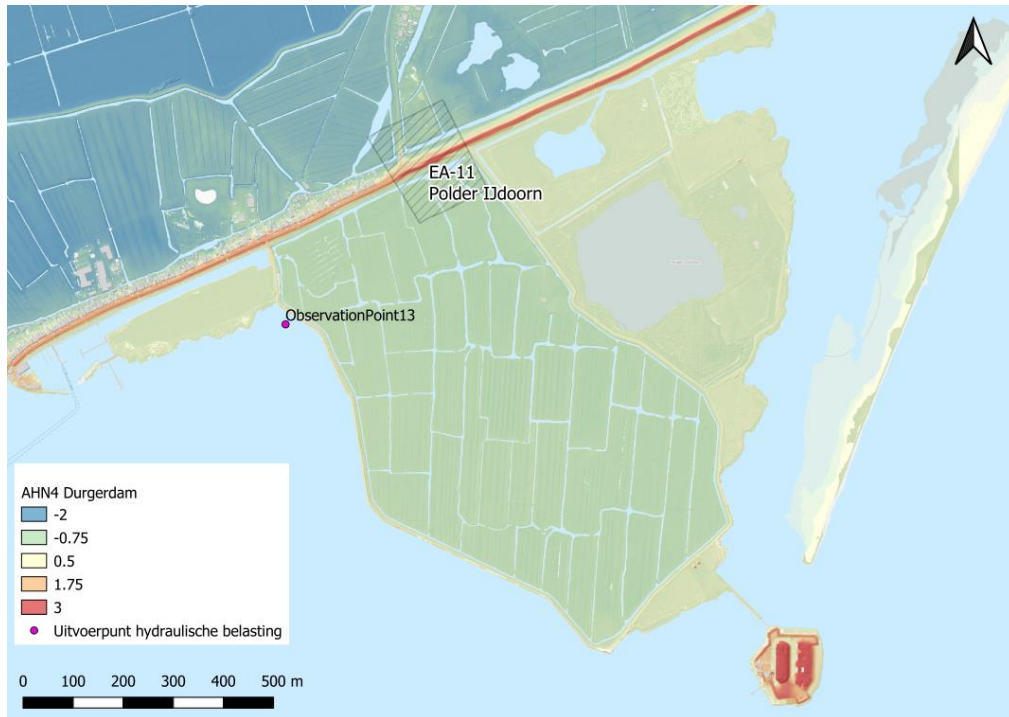 EA-11
Polder IJdoorn
ObservationPoint13
AHN4 Durgerdam
-2
-0.75
0.5
1.75
3
Uitvoerpunt hydraulische belasting
0 100 200 300 400 500 m